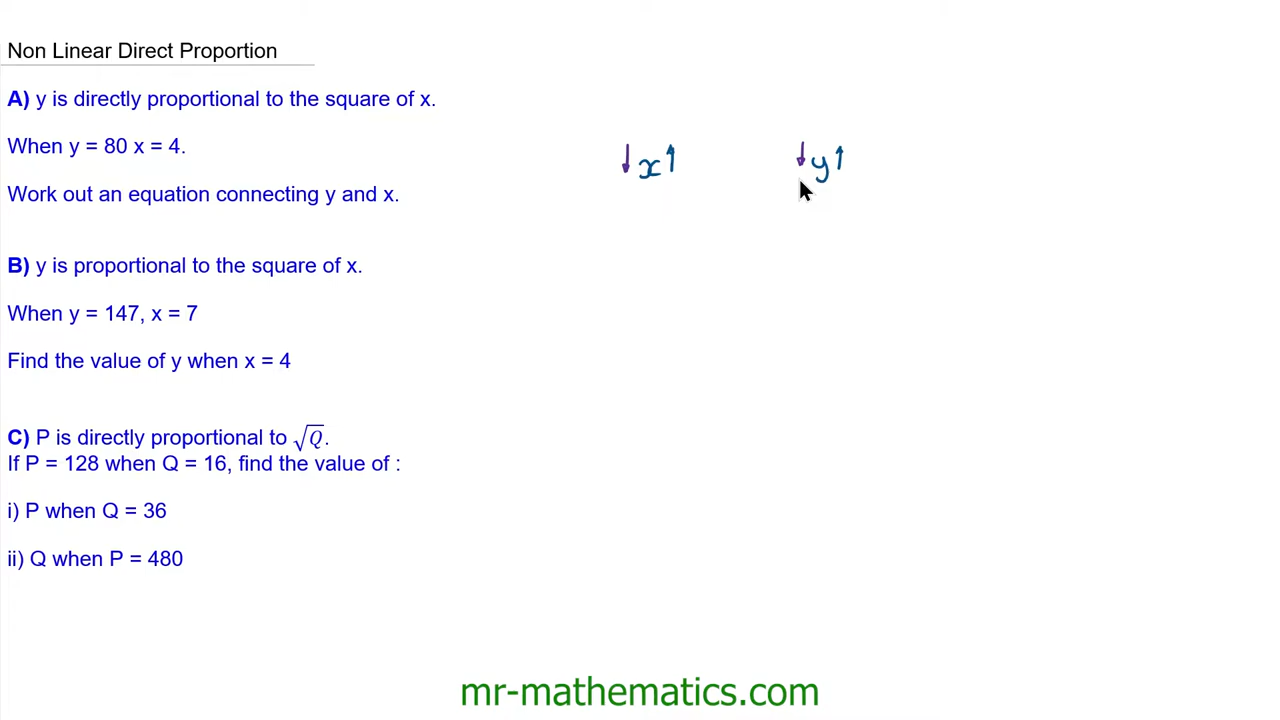 Non Linear Direct Proportion
A) y is directly proportional to the square of x.
When y = 80 x = 4.
↓x↑ ↓y↑
Work out an equation connecting y and x.
B) y is proportional to the square of x.
When y = 147, x = 7
Find the value of y when x = 4
C) P is directly proportional to √Q.
If P = 128 when Q = 16, find the value of :
i) P when Q = 36
ii) Q when P = 480
mr-mathematics.com